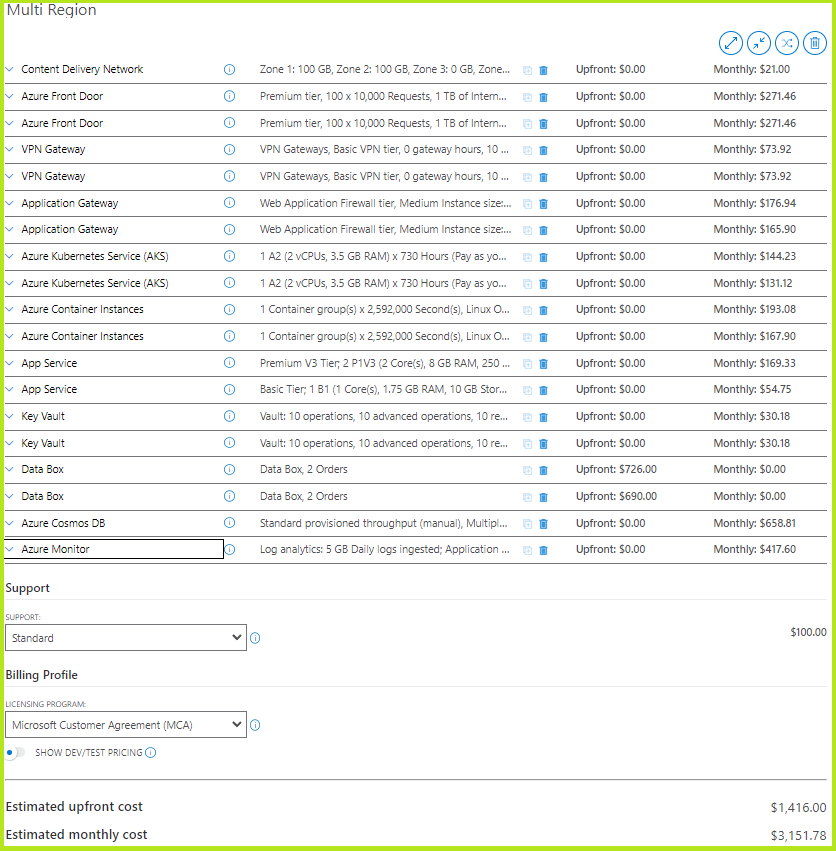 Multi Region
Content Delivery Network Zone 1: 100 GB, Zone 2: 100 GB, Zone 3: 0 GB, Zone... Upfront: $0.00 Monthly: $21.00
Azure Front Door Premium tier, 100 x 10,000 Requests, 1 TB of Intern... Upfront: $0.00 Monthly: $271.46
Azure Front Door Premium tier, 100 x 10,000 Requests, 1 TB of Intern... Upfront: $0.00 Monthly: $271.46
VPN Gateway VPN Gateways, Basic VPN tier, 0 gateway hours, 10 ... Upfront: $0.00 Monthly: $73.92
VPN Gateway VPN Gateways, Basic VPN tier, 0 gateway hours, 10 ... Upfront: $0.00 Monthly: $73.92
Application Gateway Web Application Firewall tier, Medium Instance size:... Upfront: $0.00 Monthly: $176.94
Application Gateway Web Application Firewall tier, Medium Instance size:... Upfront: $0.00 Monthly: $165.90
Azure Kubernetes Service (AKS) 1 A2 (2 vCPUs, 3.5 GB RAM) x 730 Hours (Pay as yo... Upfront: $0.00 Monthly: $144.23
Azure Kubernetes Service (AKS) 1 A2 (2 vCPUs, 3.5 GB RAM) x 730 Hours (Pay as yo... Upfront: $0.00 Monthly: $131.12
Azure Container Instances 1 Container group(s) x 2,592,000 Second(s), Linux O... Upfront: $0.00 Monthly: $193.08
Azure Container Instances 1 Container group(s) x 2,592,000 Second(s), Linux O... Upfront: $0.00 Monthly: $167.90
App Service Premium V3 Tier; 2 P1V3 (2 Core(s), 8 GB RAM, 250 ... Upfront: $0.00 Monthly: $169.33
App Service Basic Tier; 1 B1 (1 Core(s), 1.75 GB RAM, 10 GB Stor... Upfront: $0.00 Monthly: $54.75
Key Vault Vault: 10 operations, 10 advanced operations, 10 re... Upfront: $0.00 Monthly: $30.18
Key Vault Vault: 10 operations, 10 advanced operations, 10 re... Upfront: $0.00 Monthly: $30.18
Data Box Data Box, 2 Orders Upfront: $726.00 Monthly: $0.00
Data Box Data Box, 2 Orders Upfront: $690.00 Monthly: $0.00
Azure Cosmos DB Standard provisioned throughput (manual), Multipl... Upfront: $0.00 Monthly: $658.81
Azure Monitor Log analytics: 5 GB Daily logs ingested; Application ... Upfront: $0.00 Monthly: $417.60
Support
SUPPORT:
Standard $100.00
Billing Profile
LICENSING PROGRAM:
Microsoft Customer Agreement (MCA)
SHOW DEV/TEST PRICING
Estimated upfront cost $1,416.00
Estimated monthly cost $3,151.78